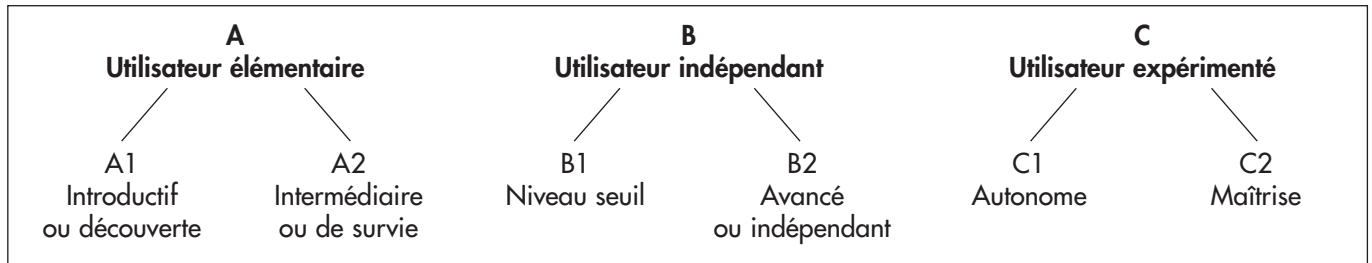 A
Utilisateur élémentaire
A1
Introductif
ou découverte
A2
Intermédiaire
ou de survie
B
Utilisateur indépendant
B1
Niveau seuil
B2
Avancé
ou indépendant
C
Utilisateur expérimenté
C1
Autonome
C2
Maîtrise